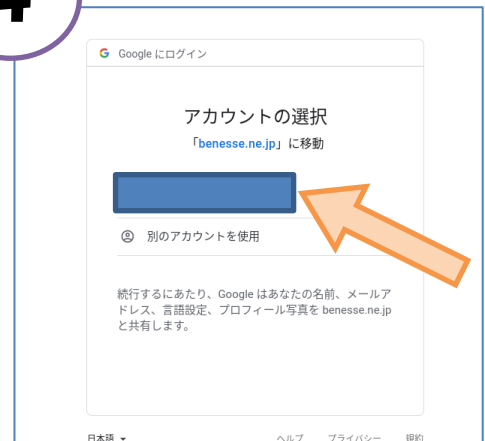 4
Google にログイン
アカウントの選択
「benesse.ne.jp」に移動
別のアカウントを使用
続行するにあたり、Google はあなたの名前、メールア
ドレス、言語設定、プロフィール写真を benesse.ne.jp
と共有します。
日本語
ヘルプ プライバシー 規約